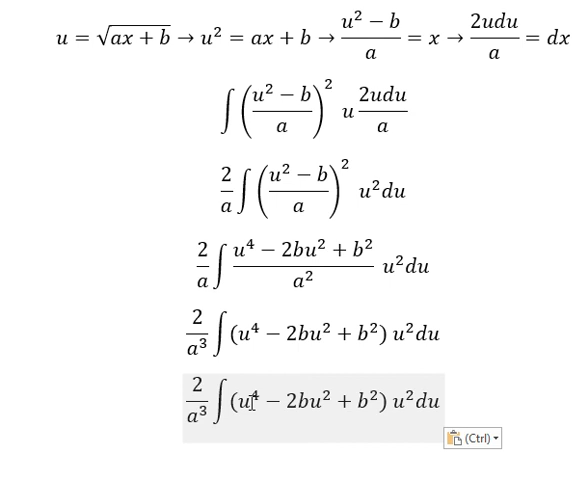 u = √(ax + b) → u² = ax + b → (u² − b)/a = x → 2udu/a = dx
∫ ((u² − b)/a)² u 2udu/a
2/a ∫ ((u² − b)/a)² u²du
2/a ∫ (u⁴ − 2bu² + b²)/a² u²du
2/a³ ∫ (u⁴ − 2bu² + b²) u²du
2/a³ ∫ (u⁴ − 2bu² + b²) u²du
(Ctrl)